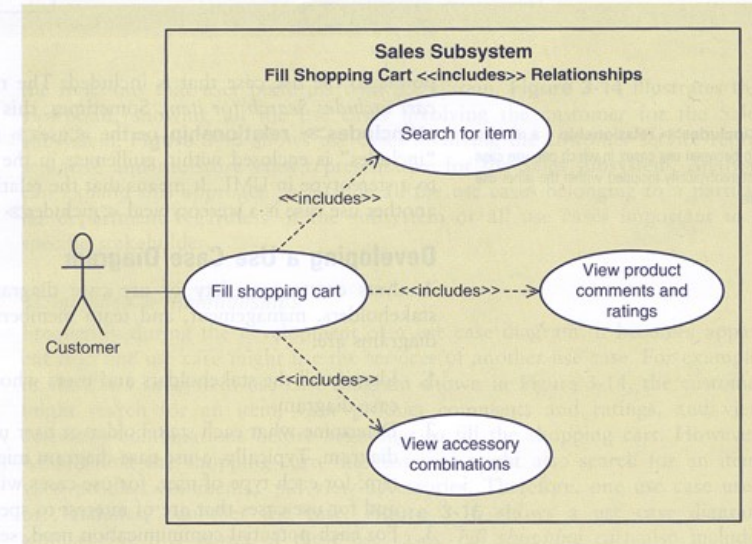 Sales Subsystem
Fill Shopping Cart <<includes>> Relationships
Search for item
<<includes>>
Fill shopping cart
<<includes>>
View product
comments and
ratings
Customer
<<includes>>
View accessory
combinations